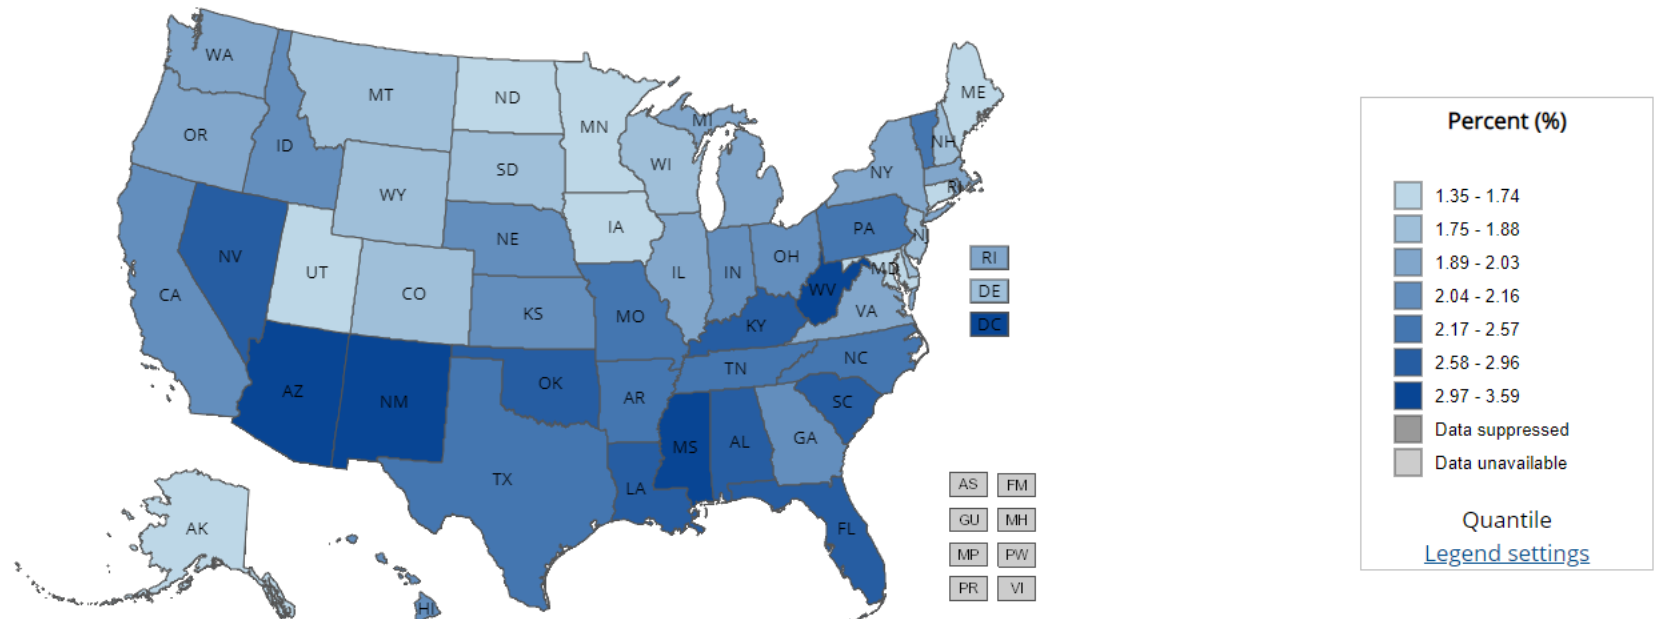 WA
MT
ND
MN
ME
OR
ID
SD
WI
MI
NH
NY
RI
WY
NE
IA
PA
NJ
NV
UT
CO
IL
IN
OH
MD
CA
KS
MO
KY
WV
VA
AZ
NM
OK
AR
TN
NC
SC
TX
LA
MS
AL
GA
FL
AK
HI
RI
DE
DC
AS FM
GU MH
MP PW
PR VI
Percent (%)
1.35 - 1.74
1.75 - 1.88
1.89 - 2.03
2.04 - 2.16
2.17 - 2.57
2.58 - 2.96
2.97 - 3.59
Data suppressed
Data unavailable
Quantile
Legend settings